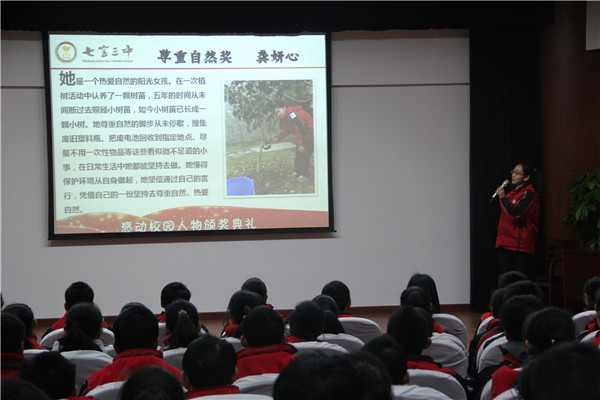 七宝三中
尊重自然奖 龚妍心
她是一个热爱自然的阳光女孩。在一次植
树活动中认养了一颗树苗，五年的时间从未
间断过去照顾小树苗，如今小树苗已长成一
颗小树。她尊重自然的脚步从未停歇，搜集
废旧塑料瓶、把废电池回收到指定地点、尽
量不用一次性物品等这些看似微不足道的小
事，在日常生活中她都能坚持去做。她懂得
保护环境从自身做起，她坚信通过自己的言
行，凭借自己的一份坚持去尊重自然、热爱
自然。
感动校园人物颁奖典礼